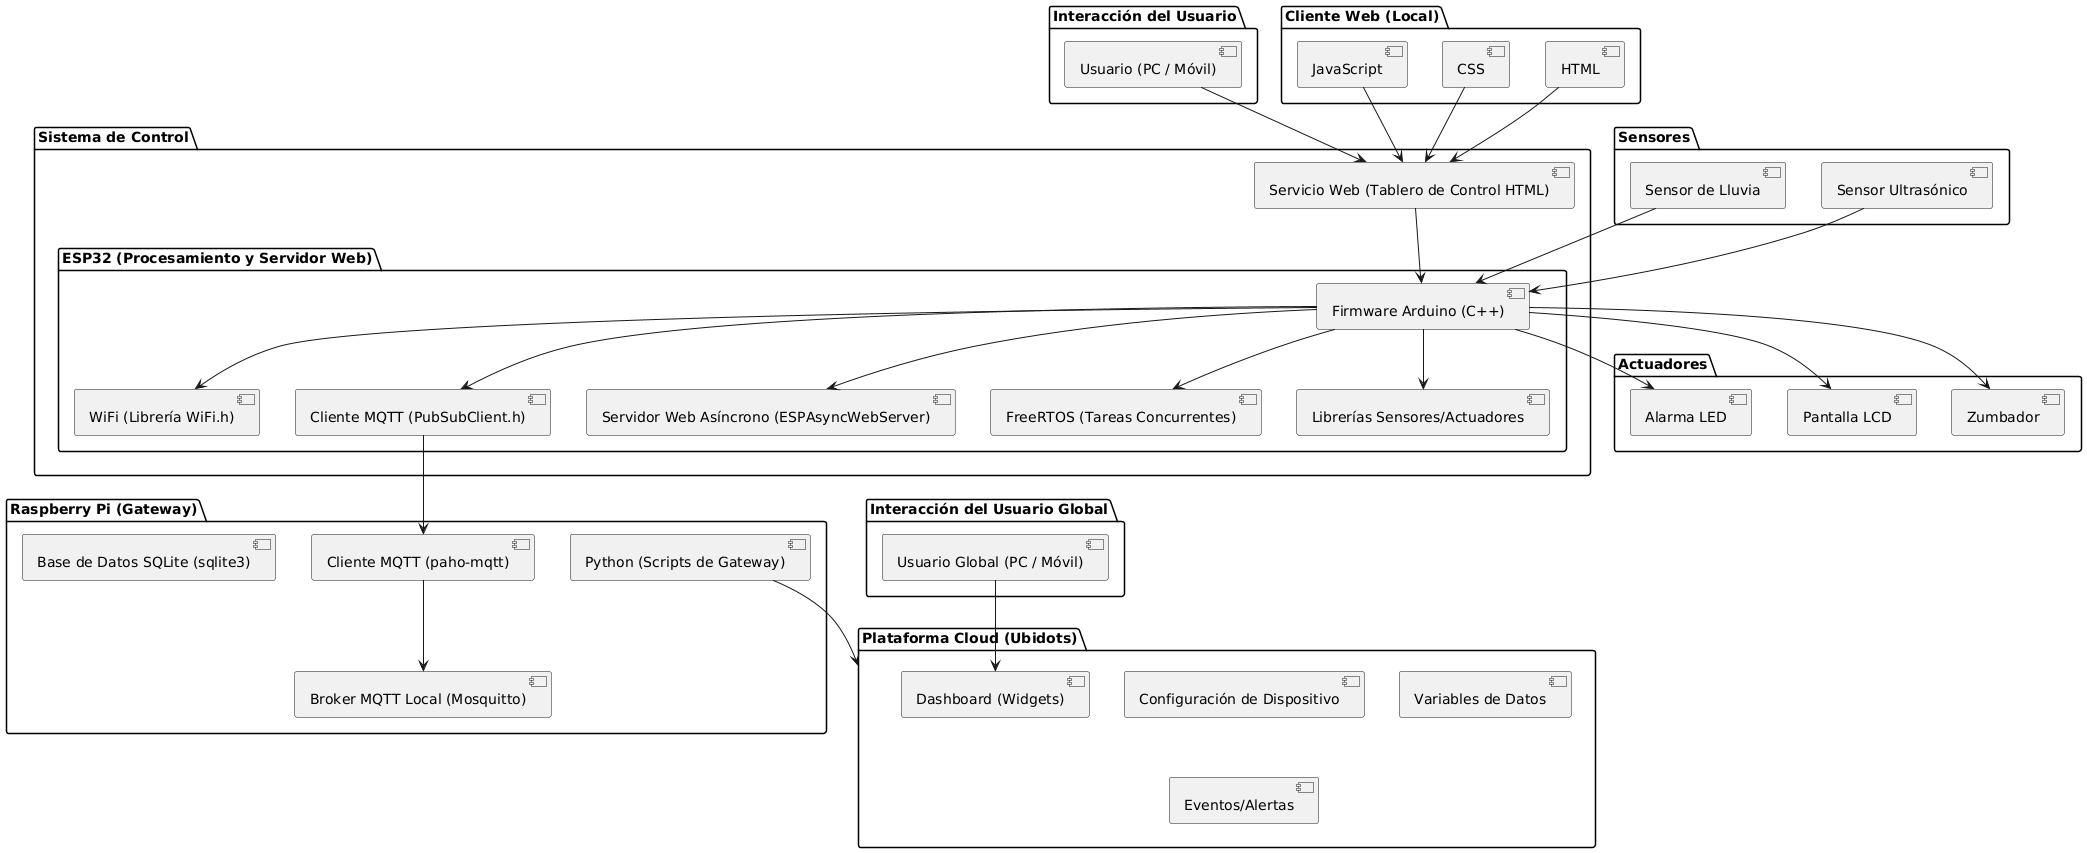 Interacción del Usuario
Usuario (PC / Móvil)
Cliente Web (Local)
JavaScript
CSS
HTML
Sistema de Control
Servicio Web (Tablero de Control HTML)
Sensores
Sensor de Lluvia
Sensor Ultrasónico
ESP32 (Procesamiento y Servidor Web)
Firmware Arduino (C++)
WiFi (Librería WiFi.h)
Cliente MQTT (PubSubClient.h)
Servidor Web Asíncrono (ESPAsyncWebServer)
FreeRTOS (Tareas Concurrentes)
Librerías Sensores/Actuadores
Actuadores
Alarma LED
Pantalla LCD
Zumbador
Raspberry Pi (Gateway)
Base de Datos SQLite (sqlite3)
Cliente MQTT (paho-mqtt)
Python (Scripts de Gateway)
Broker MQTT Local (Mosquitto)
Interacción del Usuario Global
Usuario Global (PC / Móvil)
Plataforma Cloud (Ubidots)
Dashboard (Widgets)
Configuración de Dispositivo
Variables de Datos
Eventos/Alertas